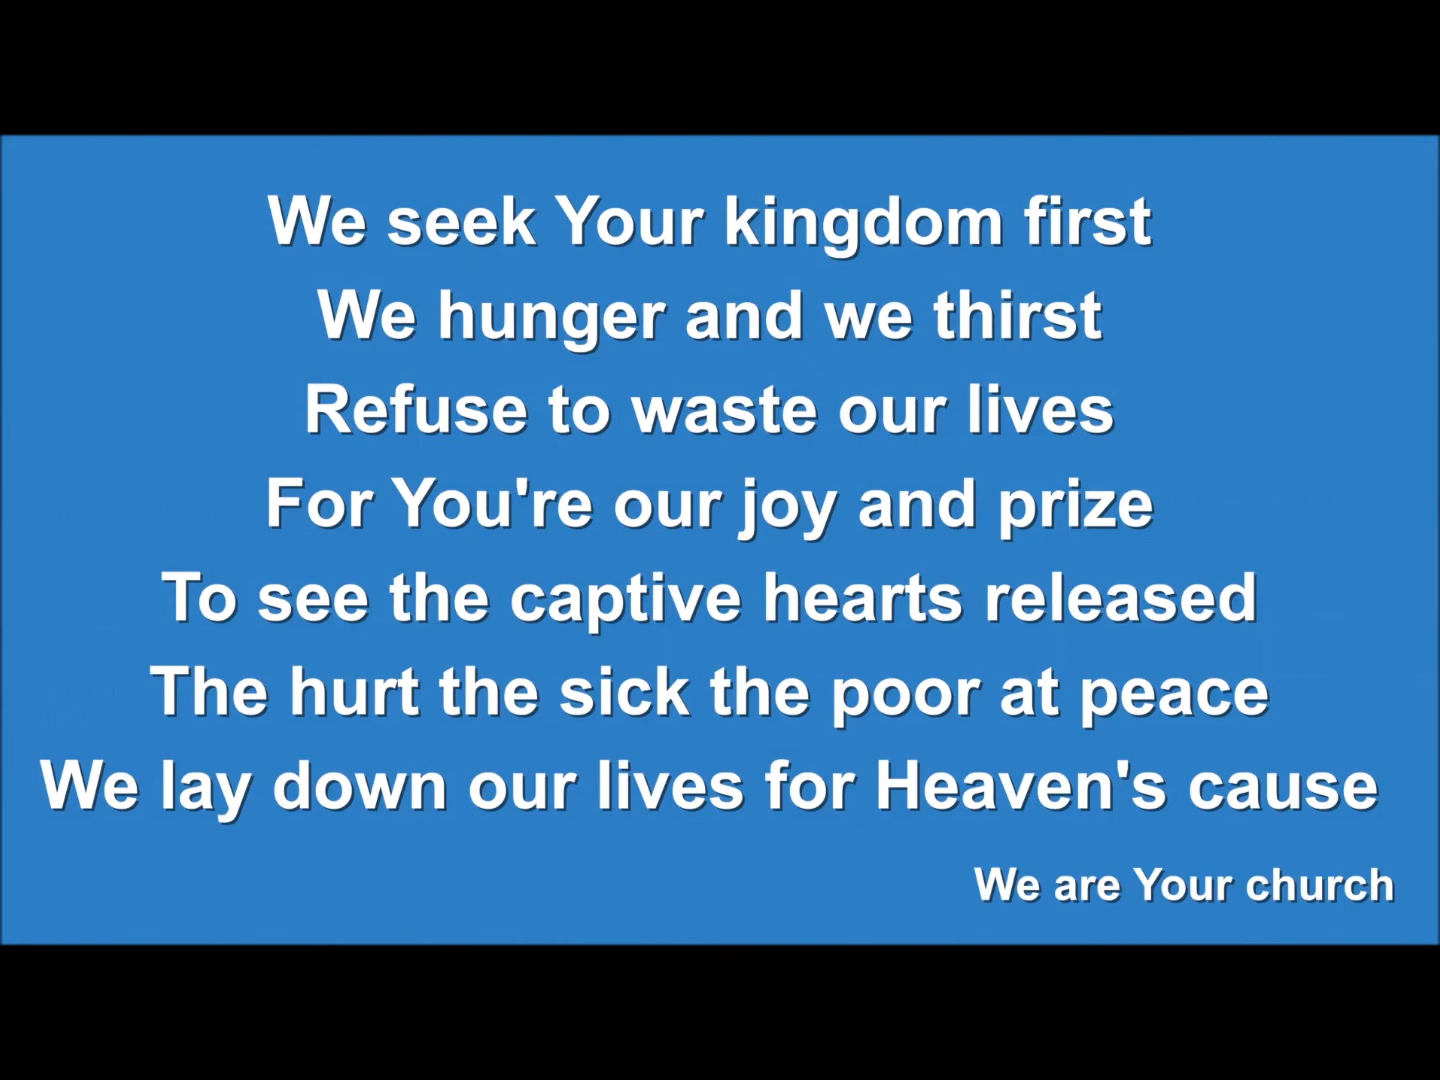 We seek Your kingdom first
We hunger and we thirst
Refuse to waste our lives
For You're our joy and prize
To see the captive hearts released
The hurt the sick the poor at peace
We lay down our lives for Heaven's cause
We are Your church